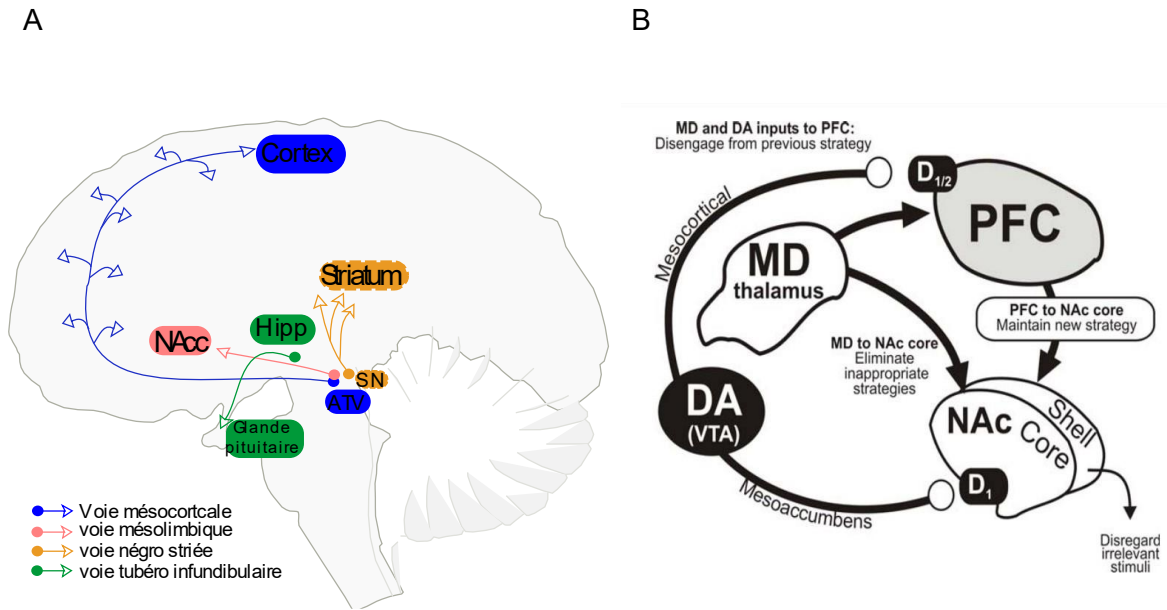 A
Cortex
Striatum
Hipp
NAcc
SN
ATV
Glande
pituitaire
Voie mésocortcale
voie mésolimbique
voie négro striée
voie tubéro infundibulaire
B
MD and DA inputs to PFC:
Disengage from previous strategy
D1/2
PFC
Mesocortical
MD
thalamus
PFC to NAc core
Maintain new strategy
MD to NAc core
Eliminate
inappropriate
strategies
DA
(VTA)
NAc Core
Shell
D1
Mesoaccumbens
Disregard
irrelevant
stimuli